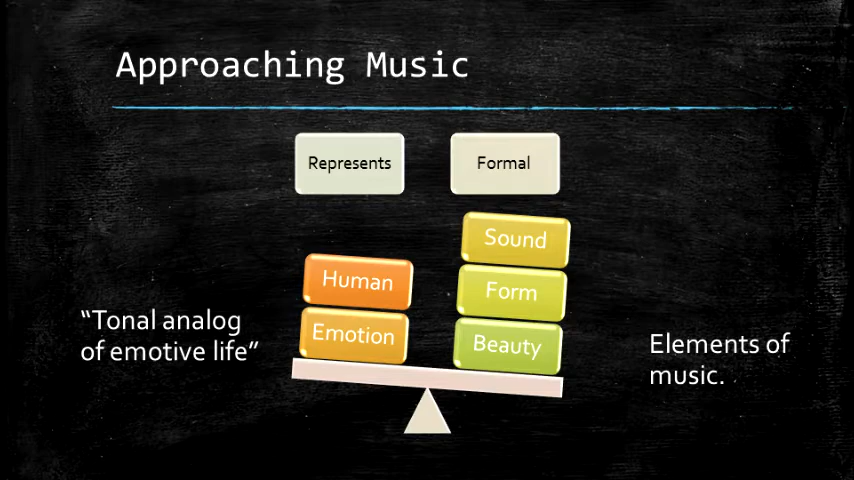 Approaching Music
Represents
Formal
Sound
Human
Form
Emotion
Beauty
“Tonal analog
of emotive life”
Elements of
music.